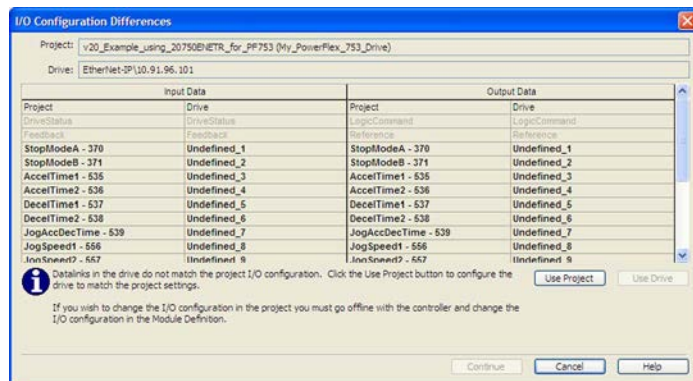 I/O Configuration Differences
Project: v20_Example_using_20750ENETR_for_PF753 (My_PowerFlex_753_Drive)
Drive: EtherNet-IP\10.91.96.101
Input Data Output Data
Project Drive Project Drive
DriveStatus DriveStatus LogicCommand LogicCommand
Feedback Feedback Reference Reference
StopModeA - 370 Undefined_1 StopModeA - 370 Undefined_1
StopModeB - 371 Undefined_2 StopModeB - 371 Undefined_2
AccelTime1 - 535 Undefined_3 AccelTime1 - 535 Undefined_3
AccelTime2 - 536 Undefined_4 AccelTime2 - 536 Undefined_4
DecelTime1 - 537 Undefined_5 DecelTime1 - 537 Undefined_5
DecelTime2 - 538 Undefined_6 DecelTime2 - 538 Undefined_6
JogAccDecTime - 539 Undefined_7 JogAccDecTime - 539 Undefined_7
JogSpeed1 - 556 Undefined_8 JogSpeed1 - 556 Undefined_8
JogSpeed2 - 557 Undefined_9 JogSpeed2 - 557 Undefined_9
Datalinks in the drive do not match the project I/O configuration. Click the Use Project button to configure the
drive to match the project settings.
Use Project Use Drive
If you wish to change the I/O configuration in the project you must go offline with the controller and change the
I/O configuration in the Module Definition.
Continue Cancel Help